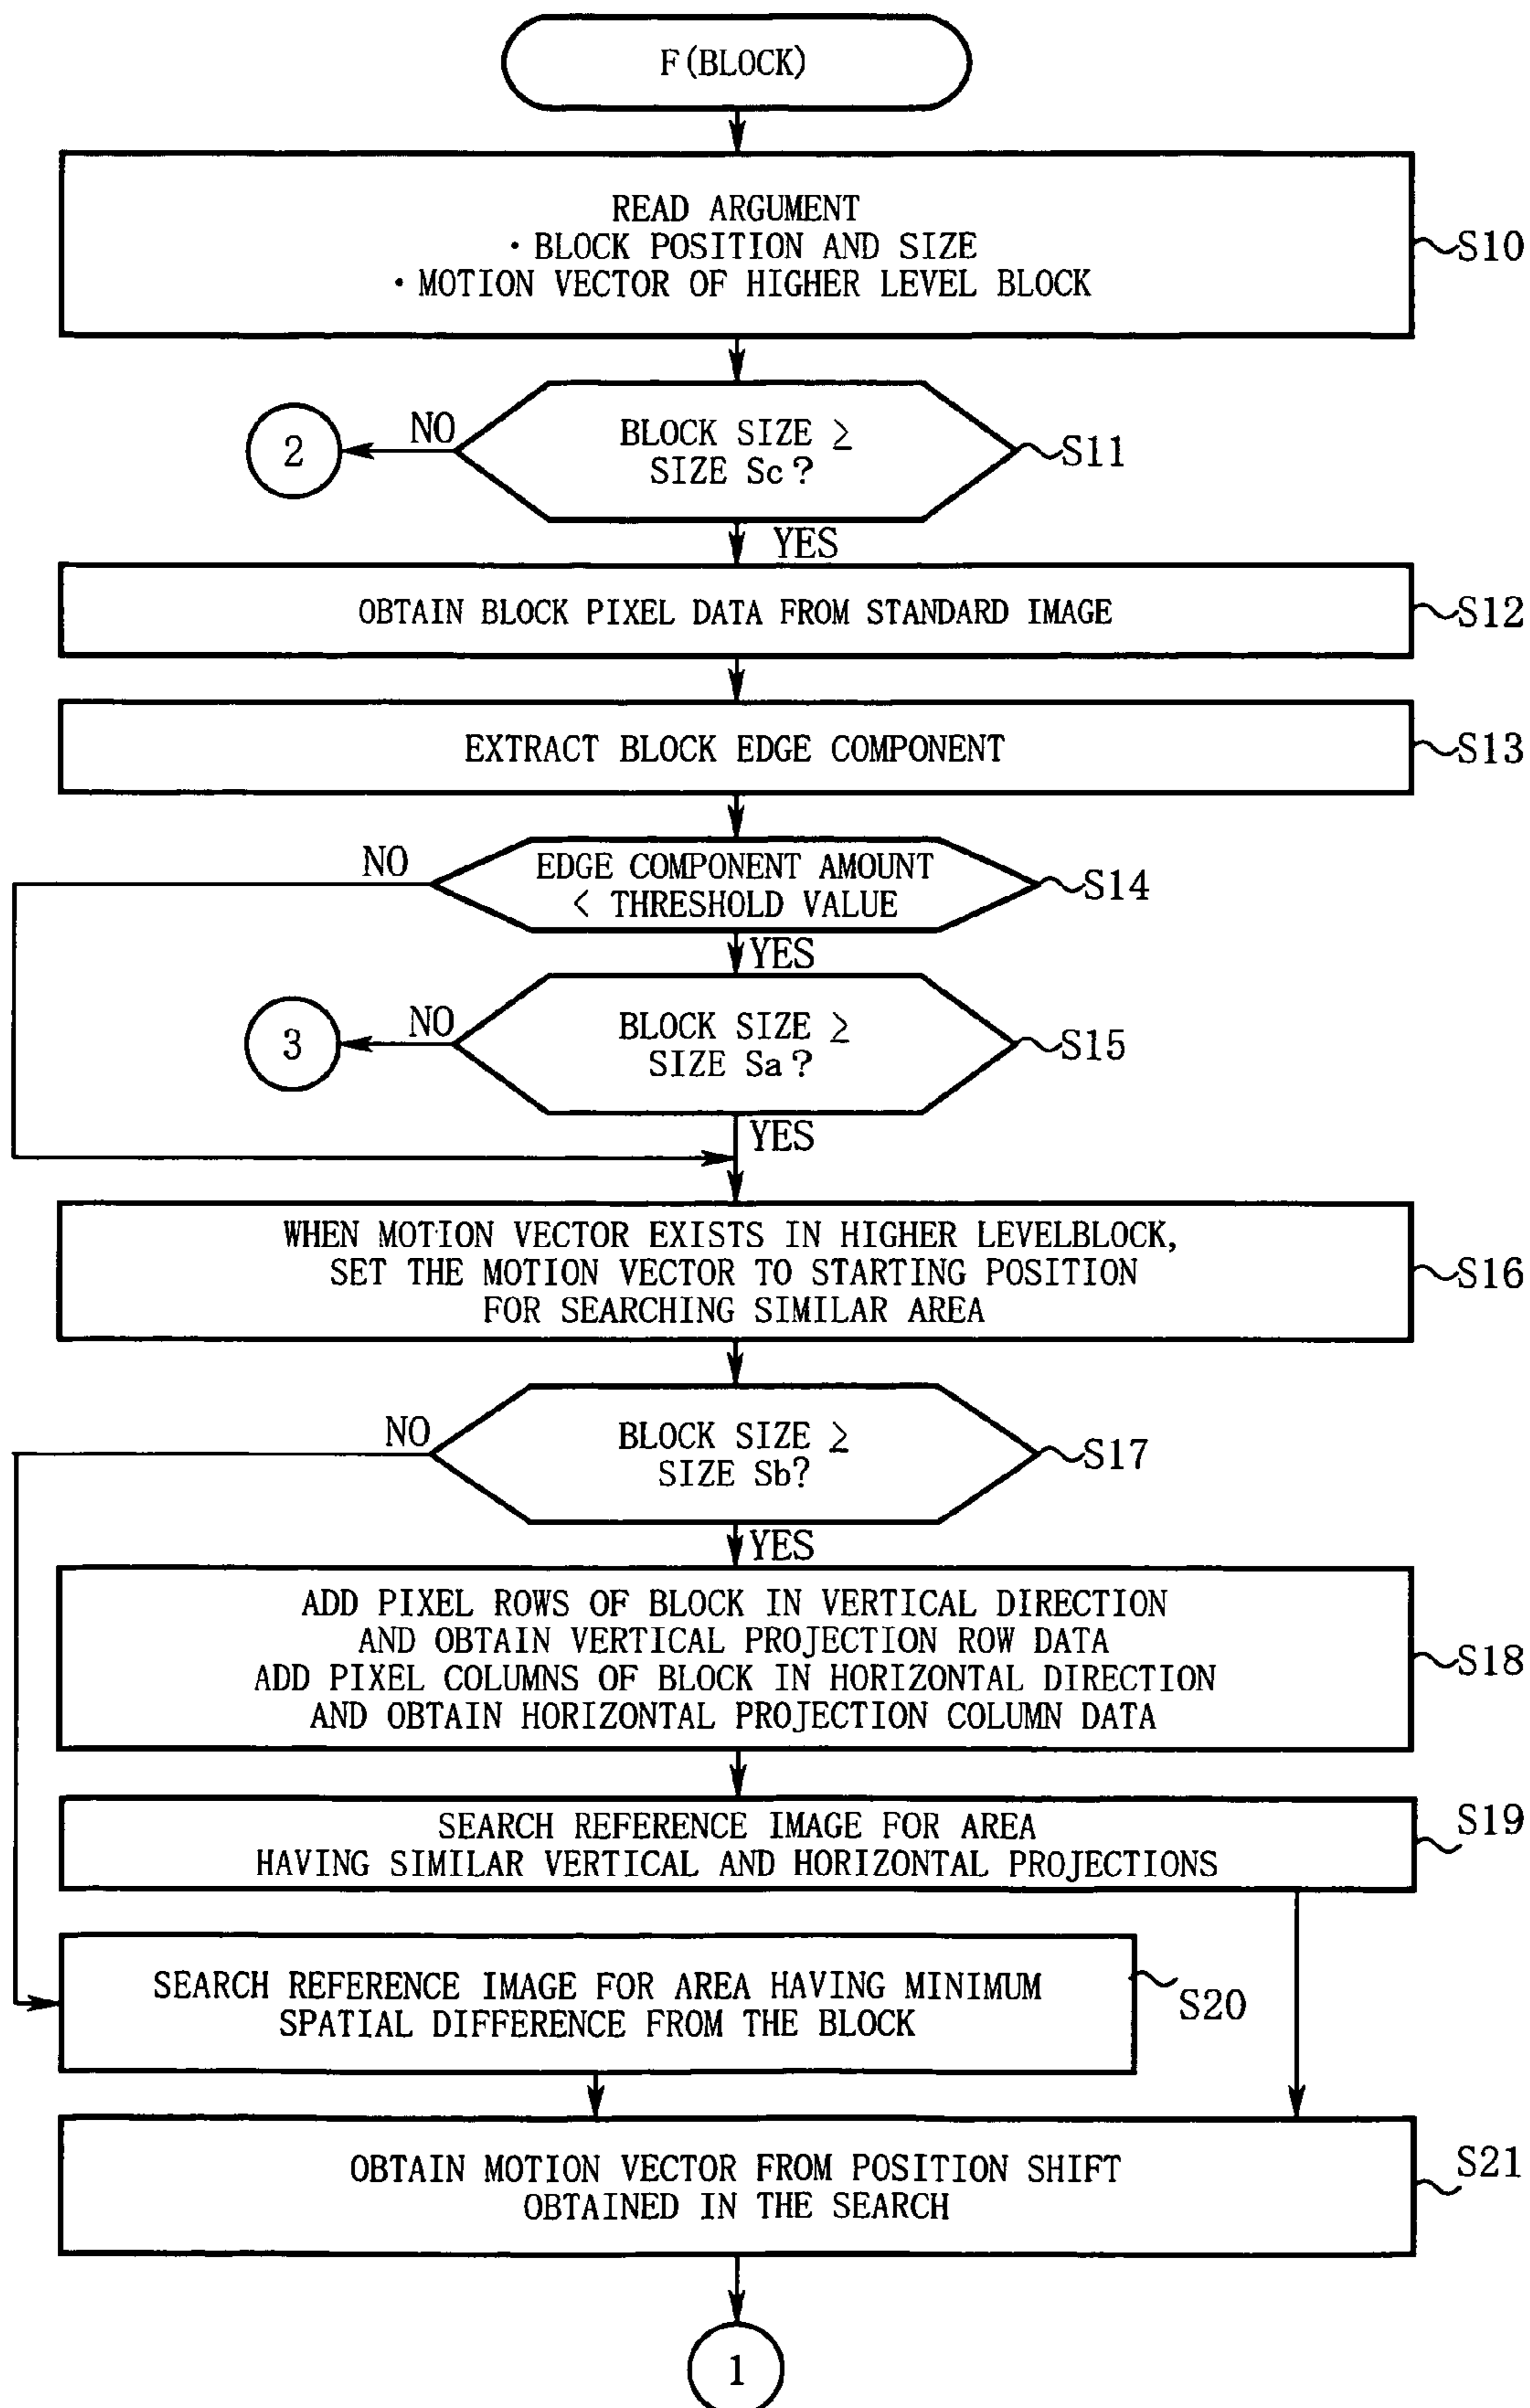 F(BLOCK)
READ ARGUMENT
・BLOCK POSITION AND SIZE
・MOTION VECTOR OF HIGHER LEVEL BLOCK
S10
NO
2
BLOCK SIZE ≥
SIZE Sc?
S11
YES
OBTAIN BLOCK PIXEL DATA FROM STANDARD IMAGE
S12
EXTRACT BLOCK EDGE COMPONENT
S13
NO
EDGE COMPONENT AMOUNT
< THRESHOLD VALUE
S14
YES
NO
3
BLOCK SIZE ≥
SIZE Sa?
S15
YES
WHEN MOTION VECTOR EXISTS IN HIGHER LEVELBLOCK,
SET THE MOTION VECTOR TO STARTING POSITION
FOR SEARCHING SIMILAR AREA
S16
NO
BLOCK SIZE ≥
SIZE Sb?
S17
YES
ADD PIXEL ROWS OF BLOCK IN VERTICAL DIRECTION
AND OBTAIN VERTICAL PROJECTION ROW DATA
ADD PIXEL COLUMNS OF BLOCK IN HORIZONTAL DIRECTION
AND OBTAIN HORIZONTAL PROJECTION COLUMN DATA
S18
SEARCH REFERENCE IMAGE FOR AREA
HAVING SIMILAR VERTICAL AND HORIZONTAL PROJECTIONS
S19
SEARCH REFERENCE IMAGE FOR AREA HAVING MINIMUM
SPATIAL DIFFERENCE FROM THE BLOCK
S20
OBTAIN MOTION VECTOR FROM POSITION SHIFT
OBTAINED IN THE SEARCH
S21
1